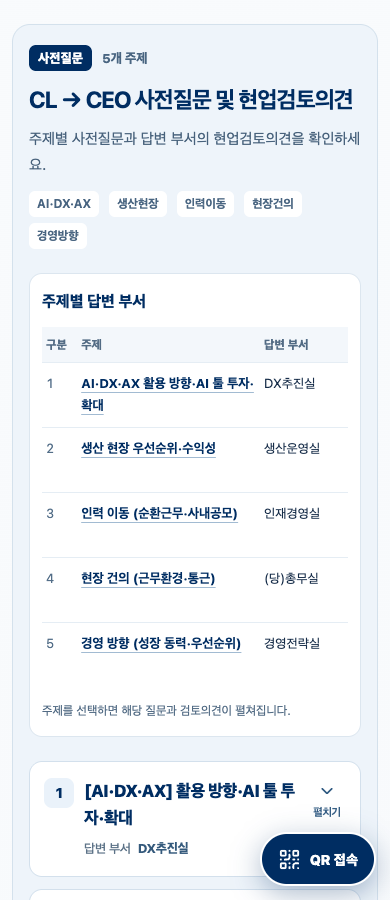 사전질문 5개 주제
CL → CEO 사전질문 및 현업검토의견
주제별 사전질문과 답변 부서의 현업검토의견을 확인하세
요.
AI·DX·AX 생산현장 인력이동 현장건의
경영방향
주제별 답변 부서
구분 주제 답변 부서
1 AI·DX·AX 활용 방향·AI 툴 투자· DX추진실
확대
2 생산 현장 우선순위·수익성 생산운영실
3 인력 이동 (순환근무·사내공모) 인재경영실
4 현장 건의 (근무환경·통근) (당)총무실
5 경영 방향 (성장 동력·우선순위) 경영전략실
주제를 선택하면 해당 질문과 검토의견이 펼쳐집니다.
1 [AI·DX·AX] 활용 방향·AI 툴 투
자·확대
펼치기
답변 부서 DX추진실
QR 접속